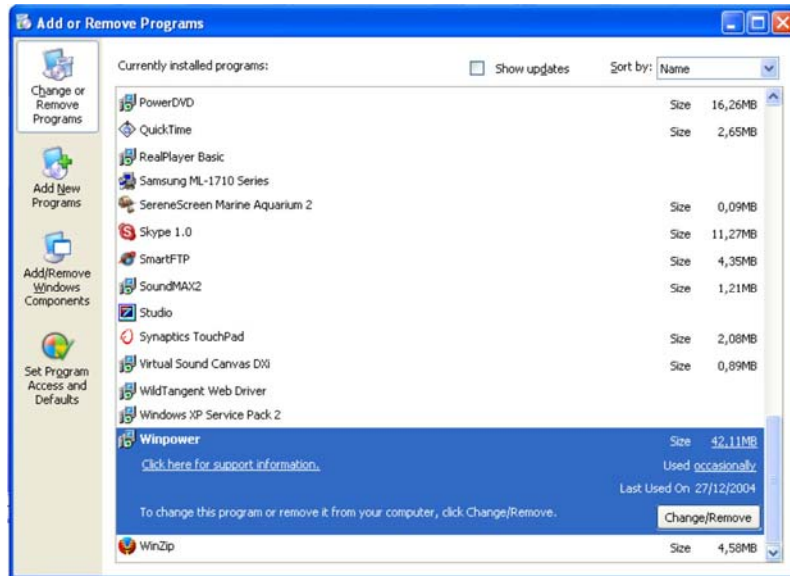 Add or Remove Programs
Change or
Remove
Programs
Add New
Programs
Add/Remove
Windows
Components
Set Program
Access and
Defaults
Currently installed programs: Show updates Sort by: Name
PowerDVD Size 16,26MB
QuickTime Size 2,65MB
RealPlayer Basic
Samsung ML-1710 Series
SereneScreen Marine Aquarium 2 Size 0,09MB
Skype 1.0 Size 11,27MB
SmartFTP Size 4,35MB
SoundMAX2 Size 1,21MB
Studio
Synaptics TouchPad Size 2,08MB
Virtual Sound Canvas DXi Size 0,89MB
WildTangent Web Driver
Windows XP Service Pack 2
Winpower Size 42,11MB
Click here for support information. Used occasionally
Last Used On 27/12/2004
To change this program or remove it from your computer, click Change/Remove. Change/Remove
WinZip Size 4,58MB